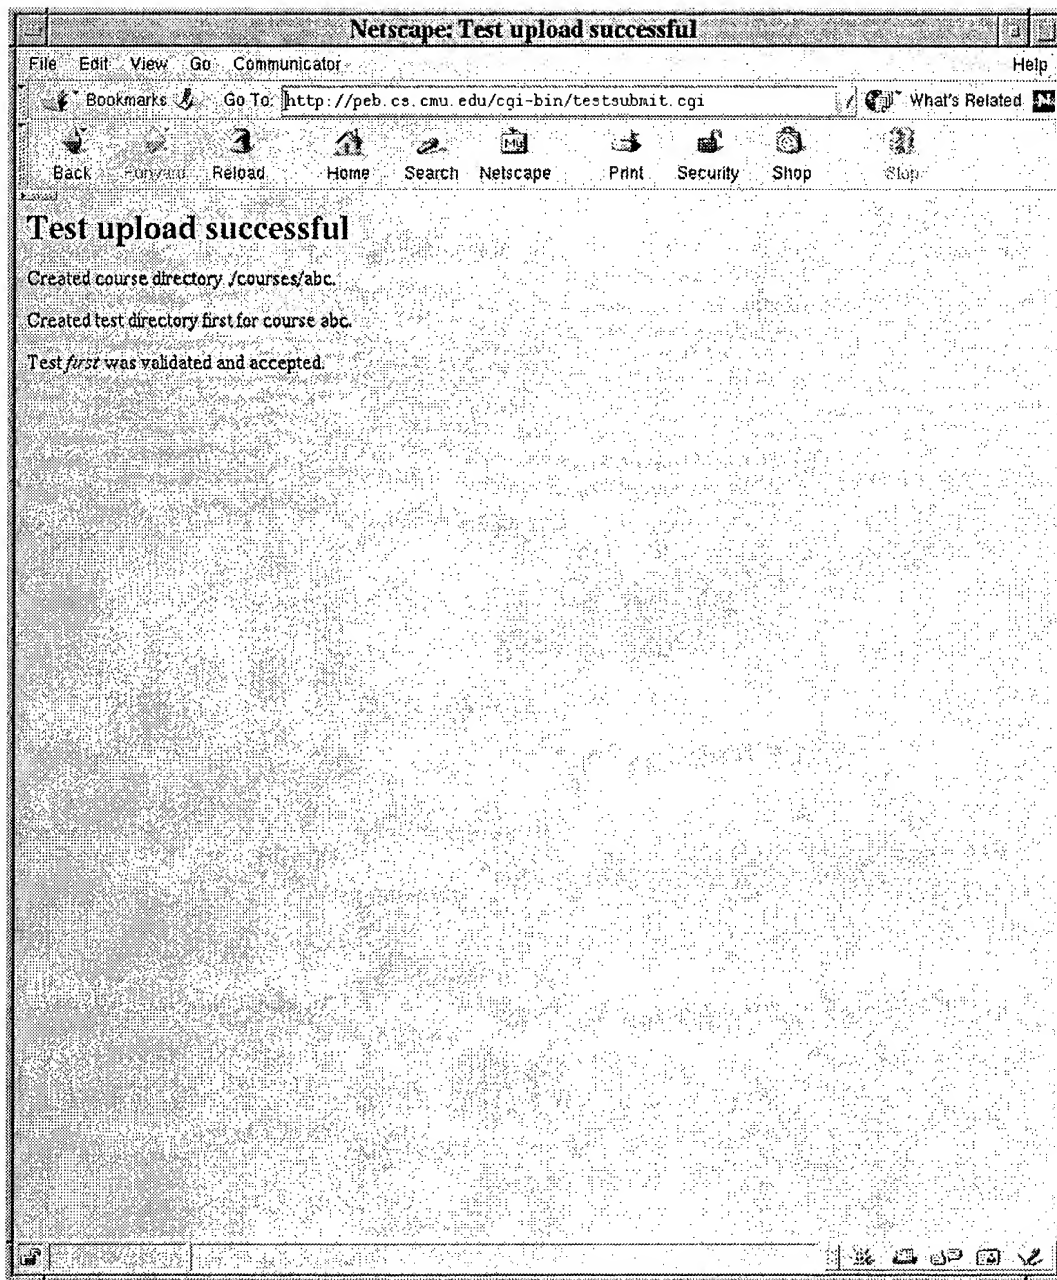 Netscape: Test upload successful
File Edit View Go Communicator Help
Bookmarks Go To: http://peb.cs.cmu.edu/cgi-bin/testsubmit.cgi What's Related N
Back Forward Reload Home Search Netscape Print Security Shop Stop
Test upload successful
Created course directory ./courses/abc.
Created test directory first for course abc.
Test first was validated and accepted.